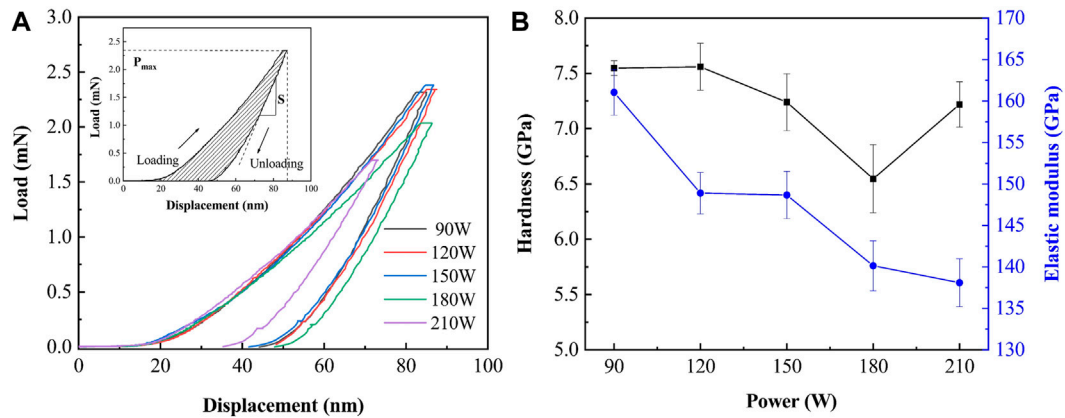 A
3.0
2.5
2.0
1.5
1.0
0.5
0.0
Load (mN)
0 20 40 60 80 100
Displacement (nm)
2.5
2.0
1.5
1.0
0.5
0.0
Load (mN)
Pmax
S
Loading
Unloading
0 20 40 60 80 100
Displacement (nm)
90W
120W
150W
180W
210W
B
8.0
7.5
7.0
6.5
6.0
5.5
5.0
Hardness (GPa)
90 120 150 180 210
Power (W)
170
165
160
155
150
145
140
135
130
Elastic modulus (GPa)